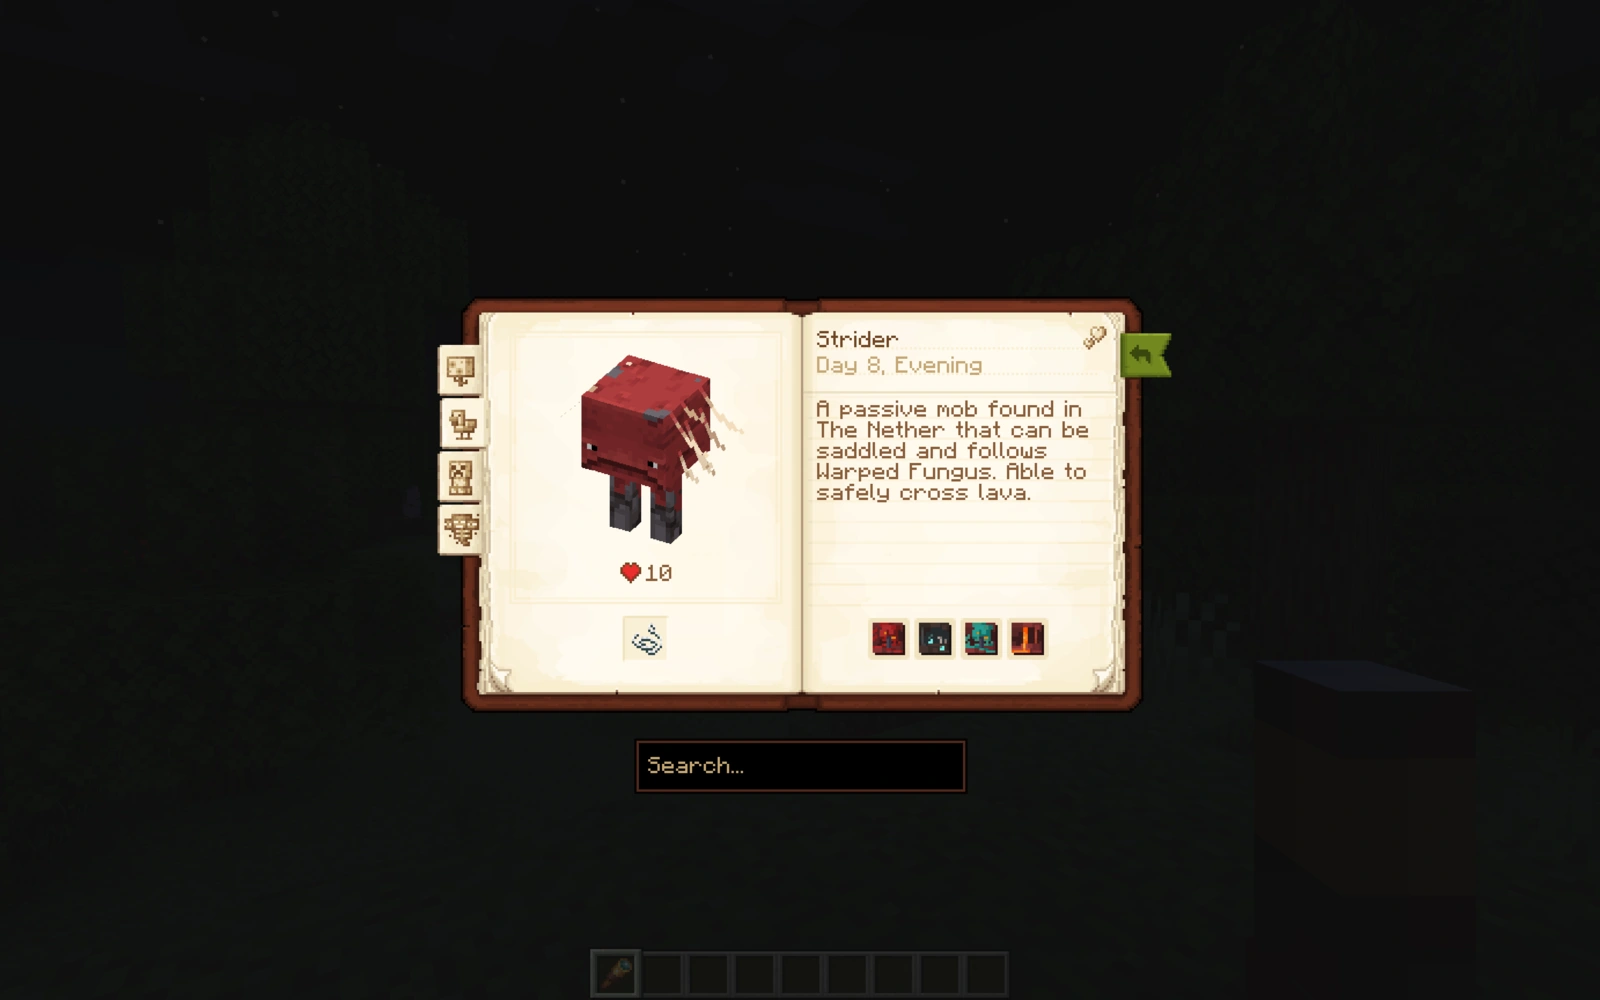 Strider
Day 8, Evening
A passive mob found in
The Nether that can be
saddled and follows
Warped Fungus. Able to
safely cross lava.
10
Search...